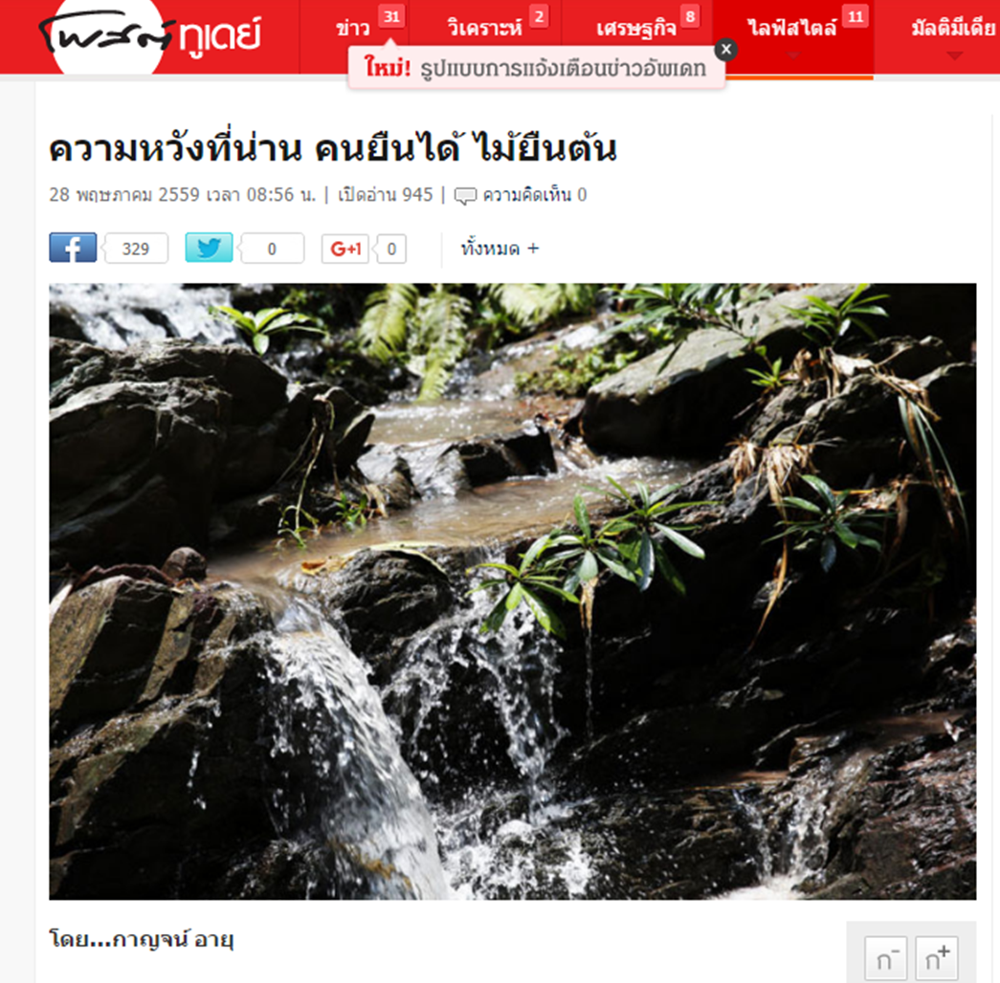 โพสต์ทูเดย์ ข่าว 31 วิเคราะห์ 2 เศรษฐกิจ 8 ไลฟ์สไตล์ 11 มัลติมีเดีย
ใหม่! รูปแบบการแจ้งเตือนข่าวอัพเดท x
ความหวังที่น่าน คนยืนได้ ไม้ยืนต้น
28 พฤษภาคม 2559 เวลา 08:56 น. | เปิดอ่าน 945 | ความคิดเห็น 0
f 329 0 G+1 0 ทั้งหมด +
โดย...กาญจน์ อายุ
ก- ก+